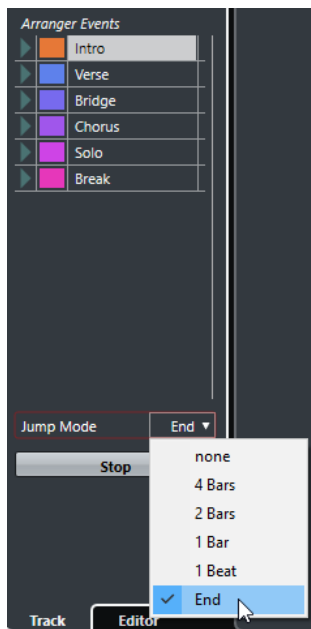 Arranger Events
Intro
Verse
Bridge
Chorus
Solo
Break
Jump Mode End
Stop
none
4 Bars
2 Bars
1 Bar
1 Beat
End
Track Editor